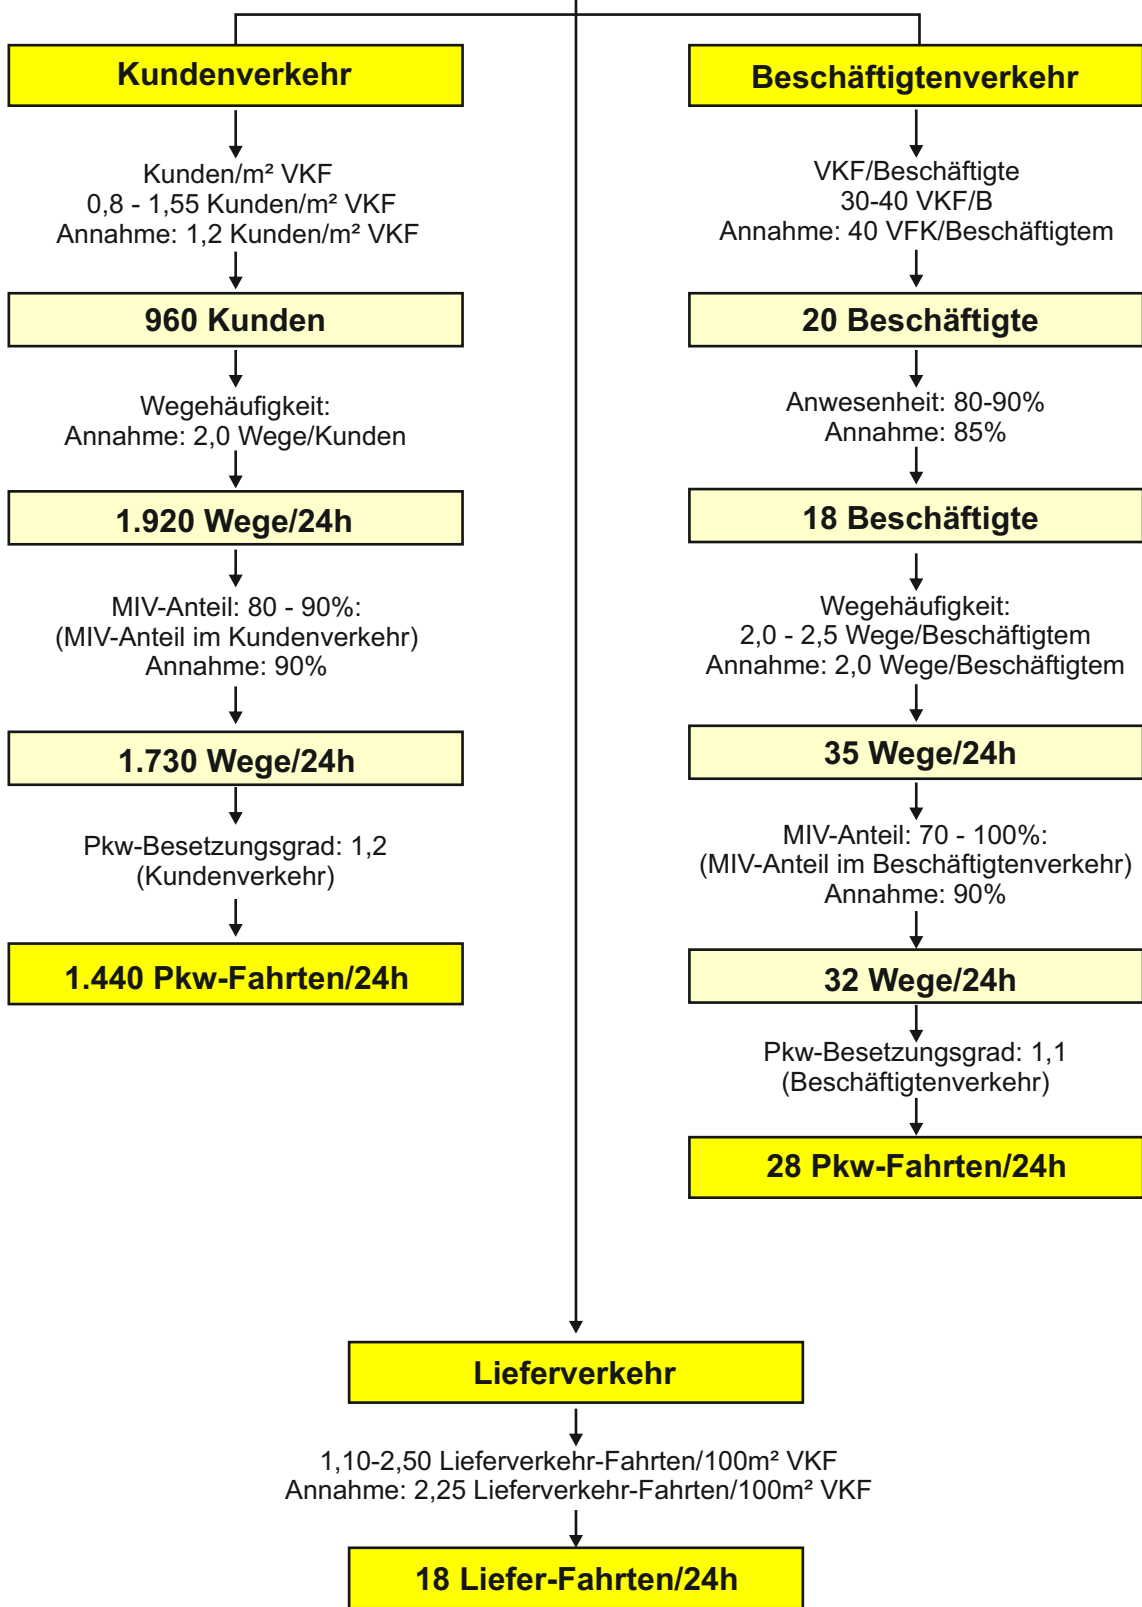 Kundenverkehr
Kunden/m² VKF
0,8 - 1,55 Kunden/m² VKF
Annahme: 1,2 Kunden/m² VKF
960 Kunden
Wegehäufigkeit:
Annahme: 2,0 Wege/Kunden
1.920 Wege/24h
MIV-Anteil: 80 - 90%:
(MIV-Anteil im Kundenverkehr)
Annahme: 90%
1.730 Wege/24h
Pkw-Besetzungsgrad: 1,2
(Kundenverkehr)
1.440 Pkw-Fahrten/24h
Beschäftigtenverkehr
VKF/Beschäftigte
30-40 VKF/B
Annahme: 40 VFK/Beschäftigtem
20 Beschäftigte
Anwesenheit: 80-90%
Annahme: 85%
18 Beschäftigte
Wegehäufigkeit:
2,0 - 2,5 Wege/Beschäftigtem
Annahme: 2,0 Wege/Beschäftigtem
35 Wege/24h
MIV-Anteil: 70 - 100%:
(MIV-Anteil im Beschäftigtenverkehr)
Annahme: 90%
32 Wege/24h
Pkw-Besetzungsgrad: 1,1
(Beschäftigtenverkehr)
28 Pkw-Fahrten/24h
Lieferverkehr
1,10-2,50 Lieferverkehr-Fahrten/100m² VKF
Annahme: 2,25 Lieferverkehr-Fahrten/100m² VKF
18 Liefer-Fahrten/24h